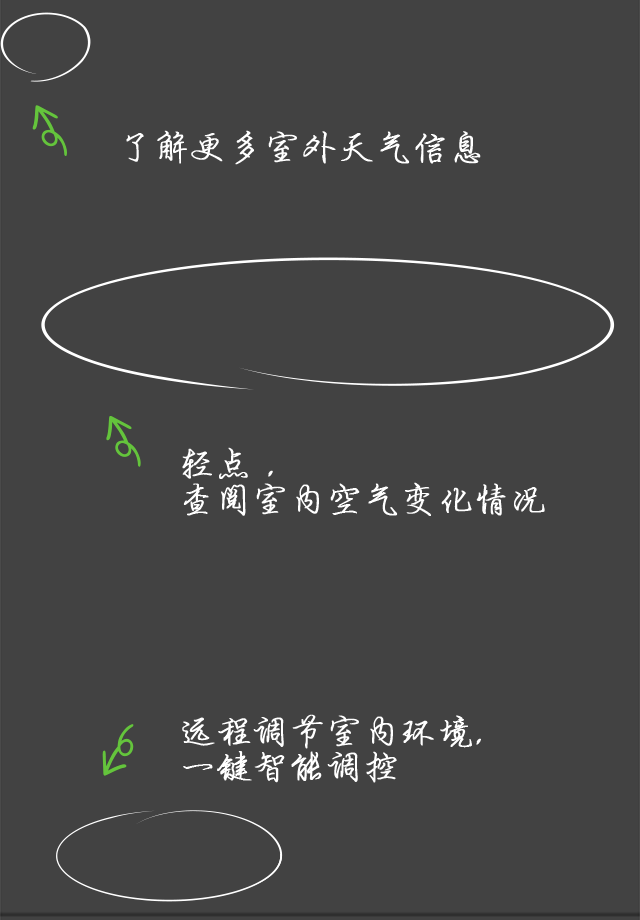 了解更多室外天气信息
轻点，
查阅室内空气变化情况
远程调节室内环境,
一键智能调控